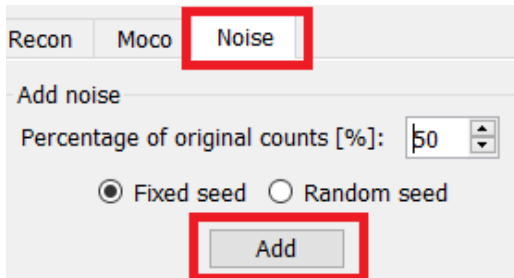 Recon Moco Noise
Add noise
Percentage of original counts [%]: 50
Fixed seed Random seed
Add